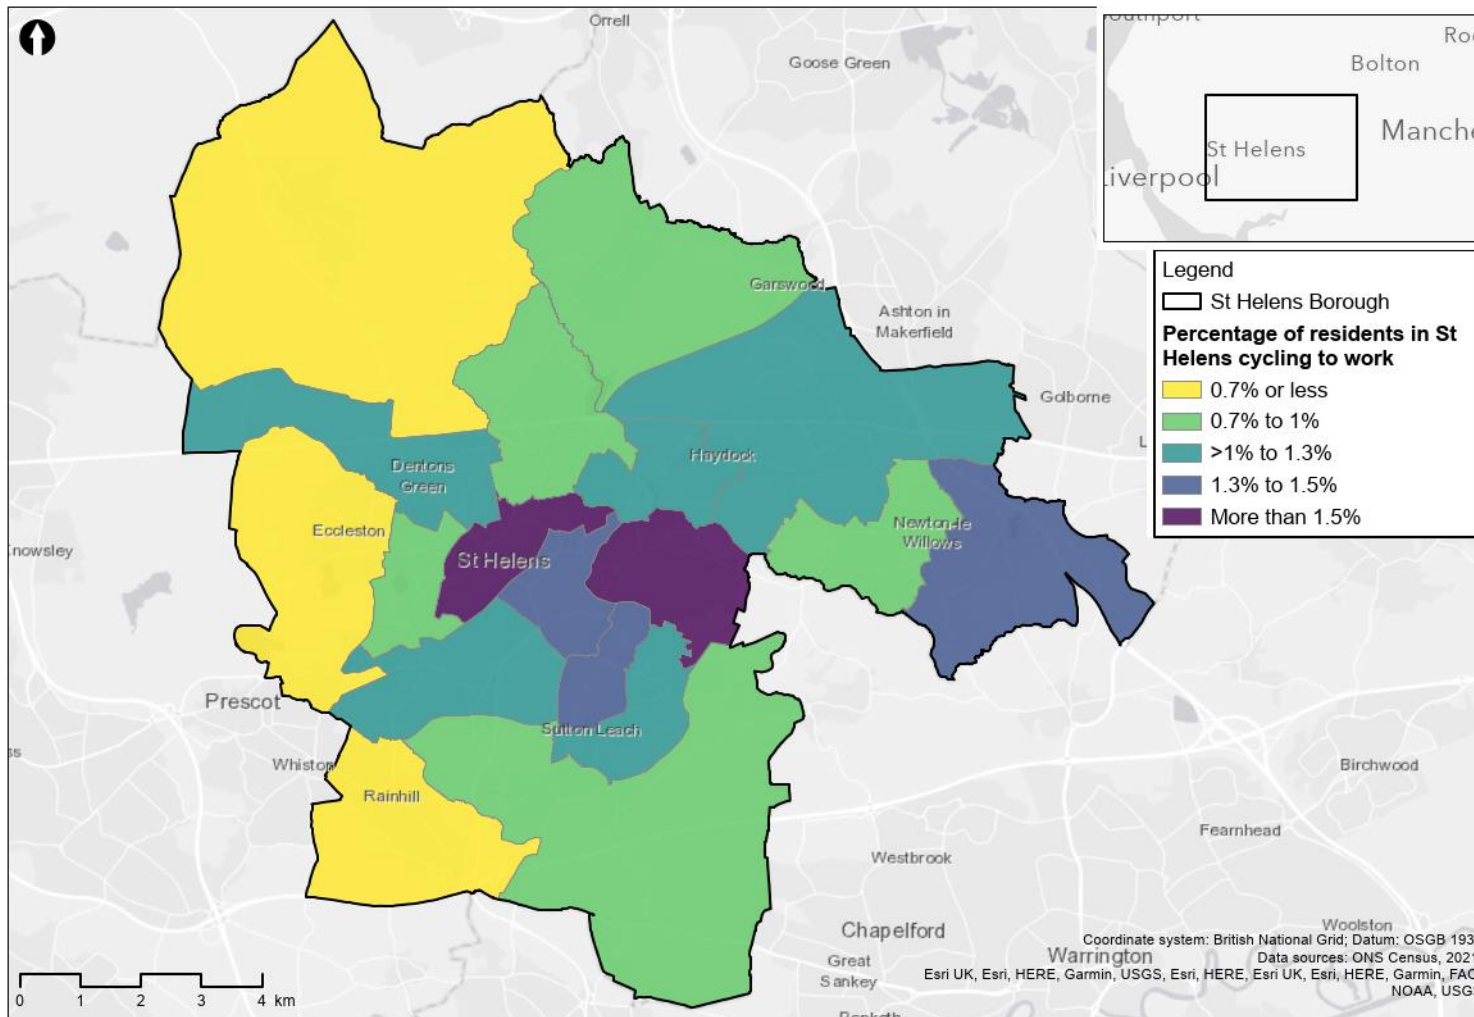 Orrell
Goose Green
Garswood
Ashton in
Makerfield
Golborne
Haydock
Dentons
Green
Eccleston
Knowsley
St Helens
Newton-le
Willows
Prescot
Sutton Leach
Whiston
Rainhill
Birchwood
Fearnhead
Westbrook
Chapelford
Great
Sankey
Warrington
Woolston
0 1 2 3 4 km
Bolton
St Helens
Legend
St Helens Borough
Percentage of residents in St
Helens cycling to work
0.7% or less
0.7% to 1%
>1% to 1.3%
1.3% to 1.5%
More than 1.5%
Coordinate system: British National Grid; Datum: OSGB 193
Data sources: ONS Census, 2021
Esri UK, Esri, HERE, Garmin, USGS, Esri, HERE, Esri UK, Esri, HERE, Garmin, FAO
NOAA, USGS